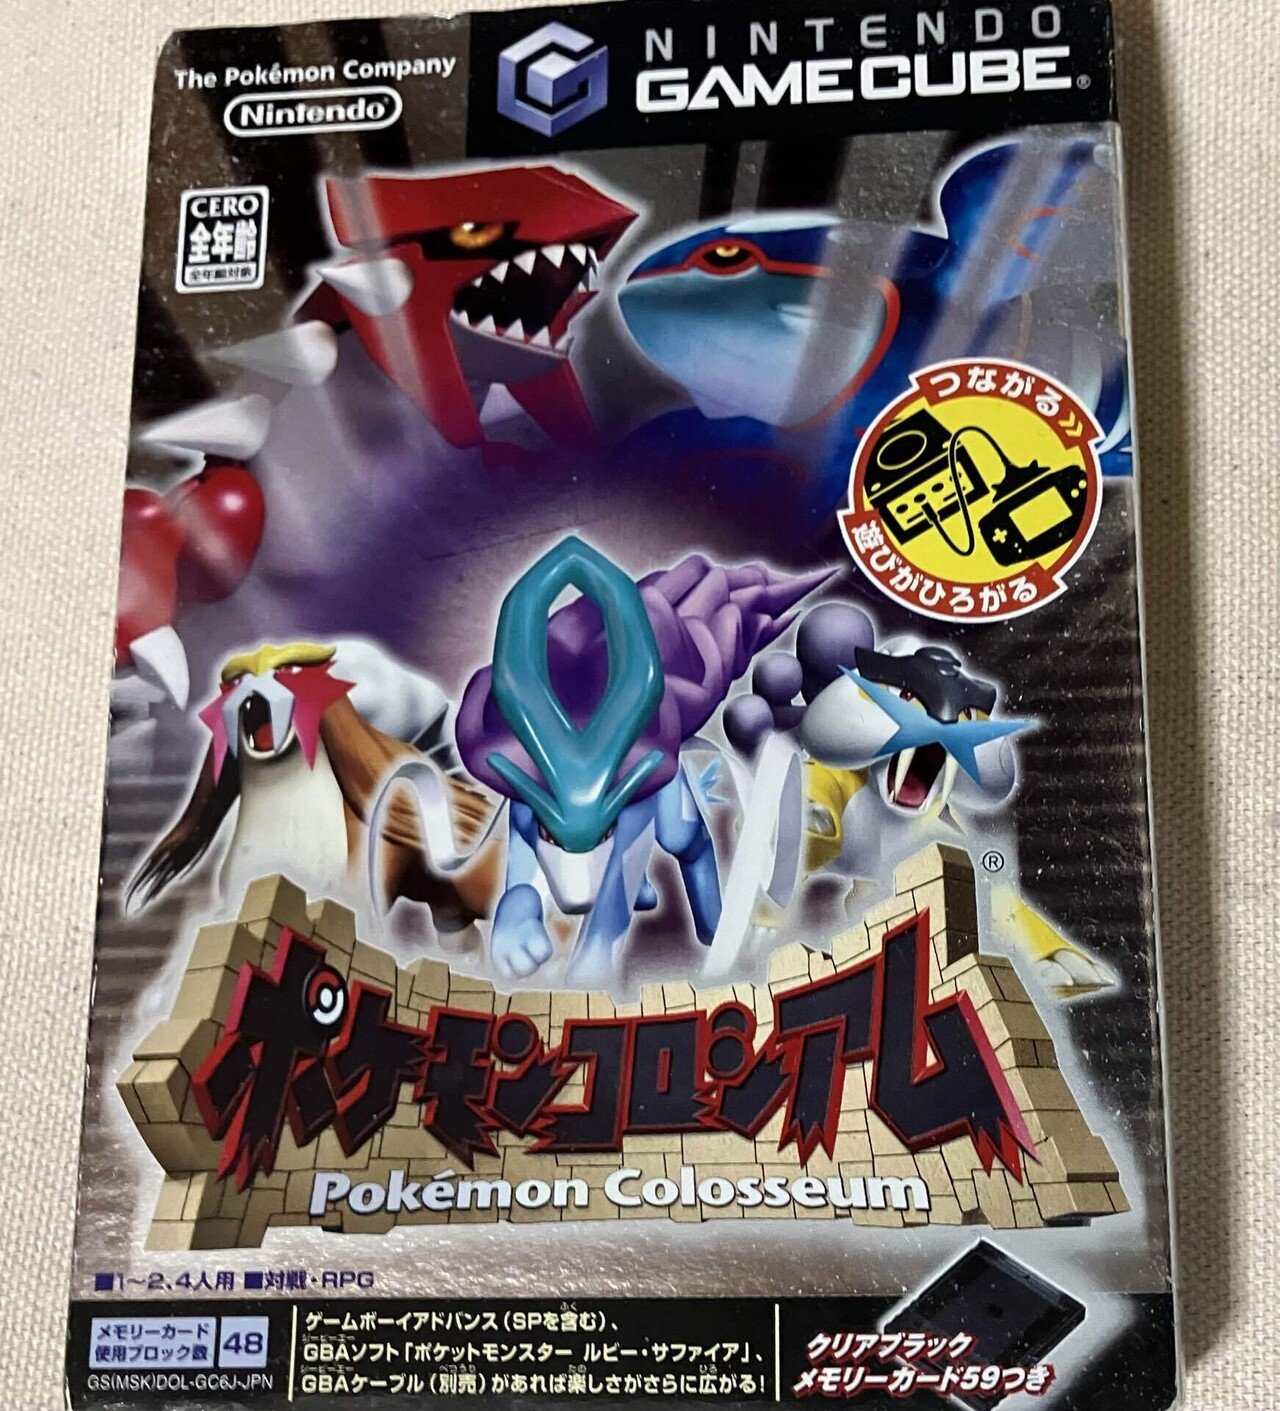 The Pokémon Company
Nintendo
NINTENDO
GAMECUBE®
CERO
全年齢
全年齢対象
つながる»
遊びがひろがる
®
ポケモンコロシアム
Pokémon Colosseum
■1〜2、4人用 ■対戦・RPG
メモリーカード
使用ブロック数
48
GS(MSK)DOL-GC6J-JPN
ゲームボーイアドバンス(SPを含む)、
GBAソフト「ポケットモンスター ルビー・サファイア」、
GBAケーブル(別売)があれば楽しさがさらに広がる!
クリアブラック
メモリーカード59つき